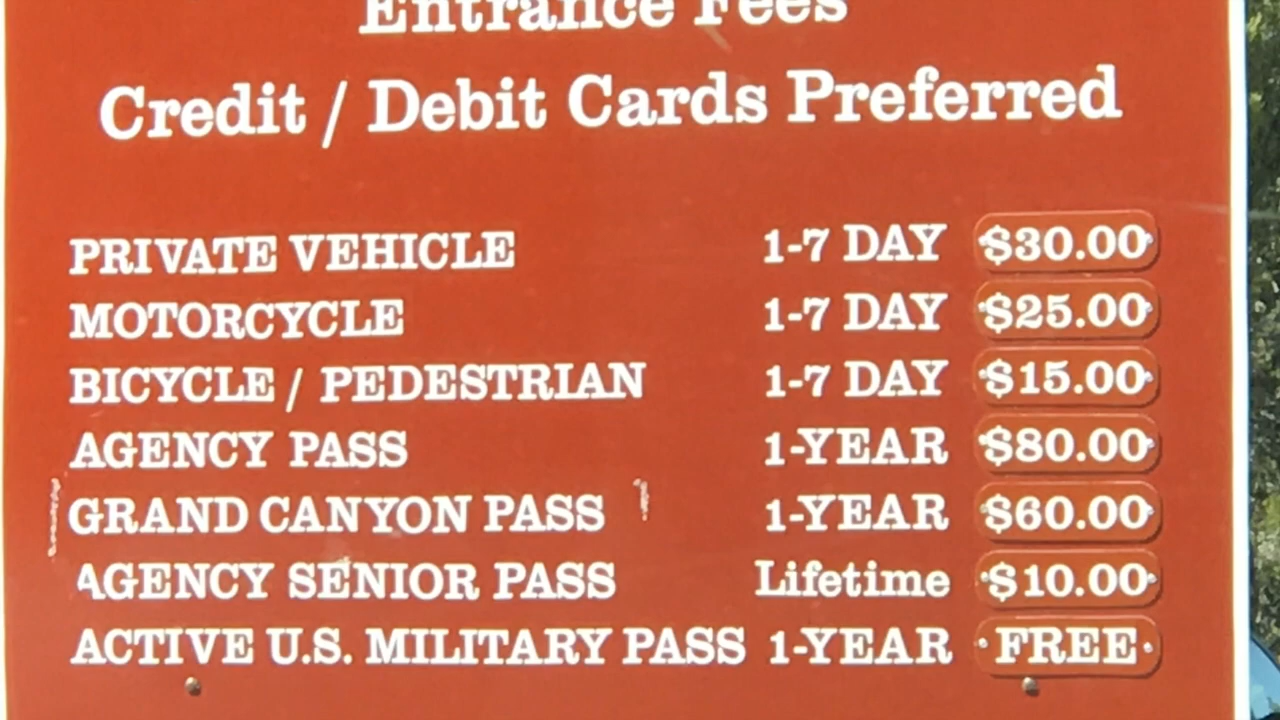 Entrance Fees
Credit / Debit Cards Preferred
PRIVATE VEHICLE 1-7 DAY $30.00
MOTORCYCLE 1-7 DAY $25.00
BICYCLE / PEDESTRIAN 1-7 DAY $15.00
AGENCY PASS 1-YEAR $80.00
GRAND CANYON PASS 1-YEAR $60.00
AGENCY SENIOR PASS Lifetime $10.00
ACTIVE U.S. MILITARY PASS 1-YEAR FREE